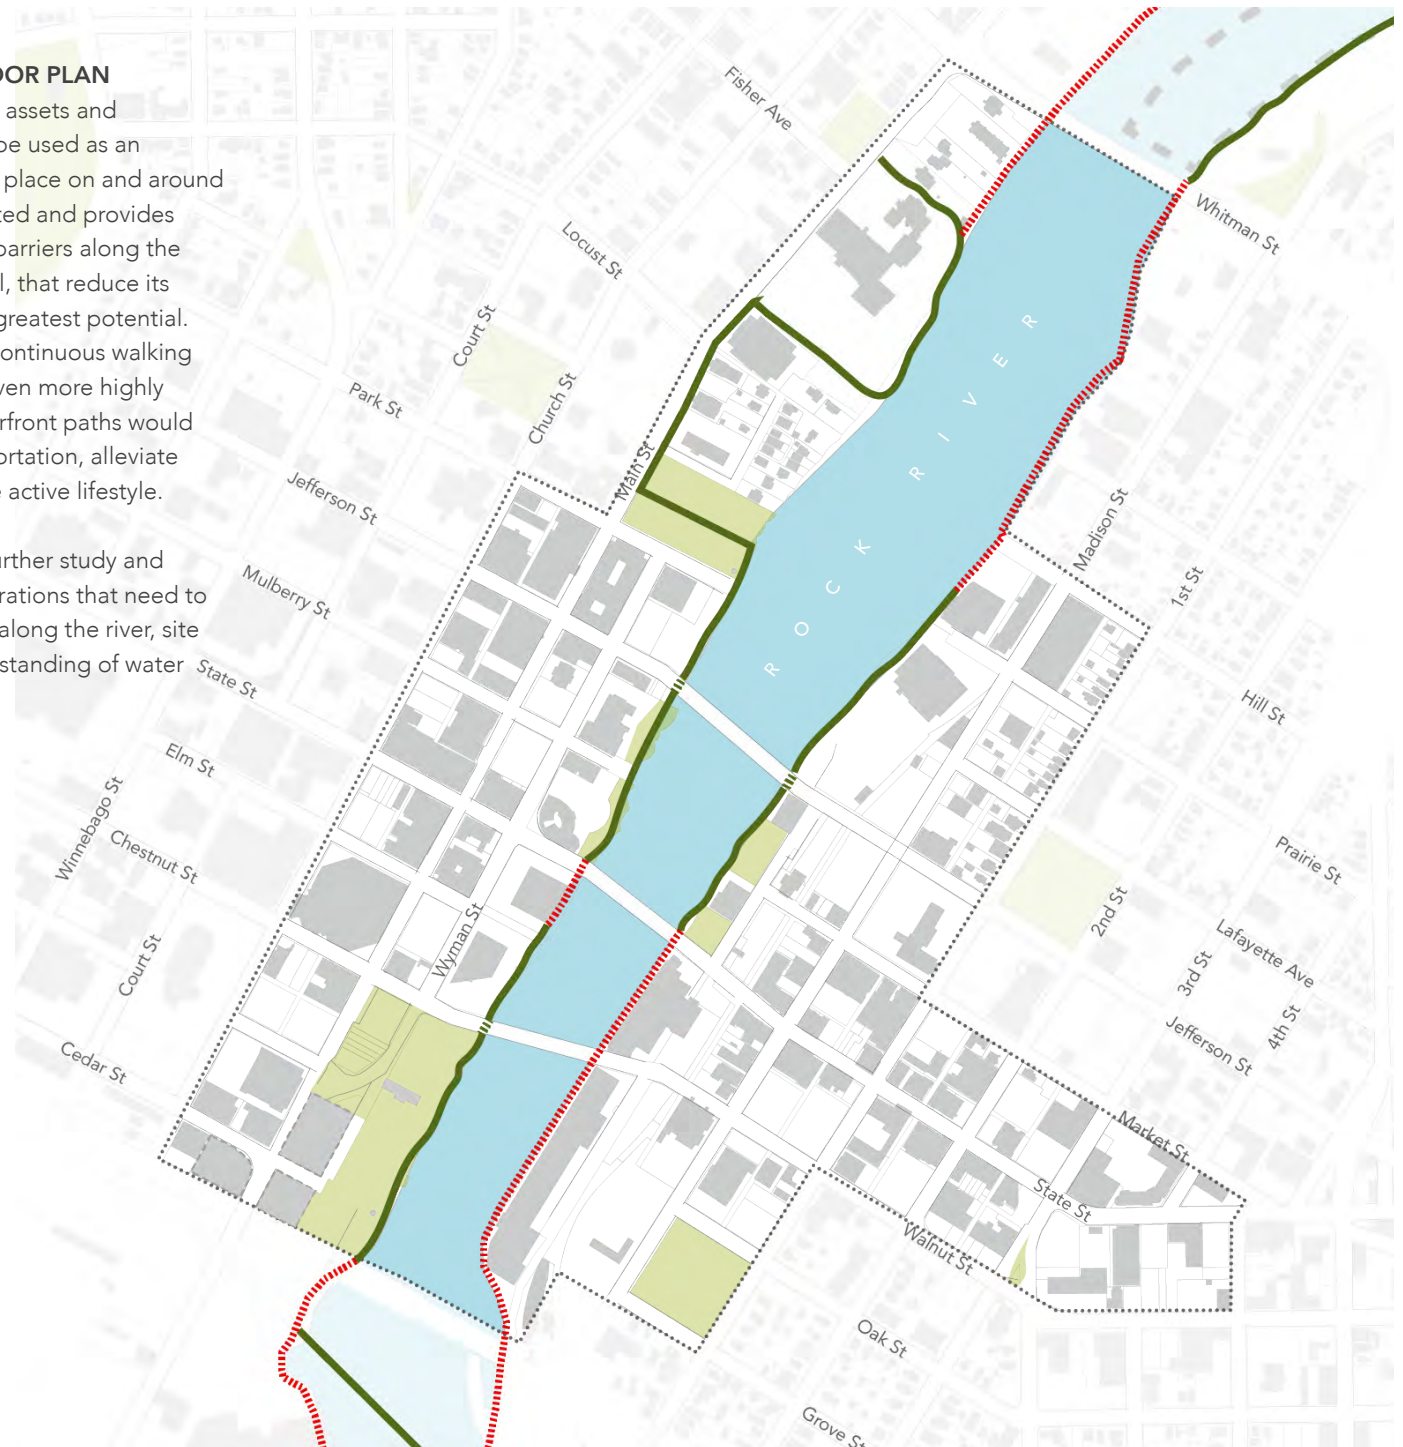 OOR PLAN
assets and
be used as an
place on and around
ted and provides
barriers along the
l, that reduce its
greatest potential.
continuous walking
ven more highly
rfront paths would
ortation, alleviate
e active lifestyle.
urther study and
rations that need to
along the river, site
standing of water
Fisher Ave
Whitman St
Locust St
Court St
Park St
Church St
Main St
Jefferson St
Mulberry St
State St
Elm St
Winnebago St
Chestnut St
Court St
Wyman St
Cedar St
ROCK RIVER
Madison St
1st St
Hill St
Prairie St
2nd St
Lafayette Ave
3rd St
4th St
Jefferson St
Market St
State St
Walnut St
Oak St
Grove St